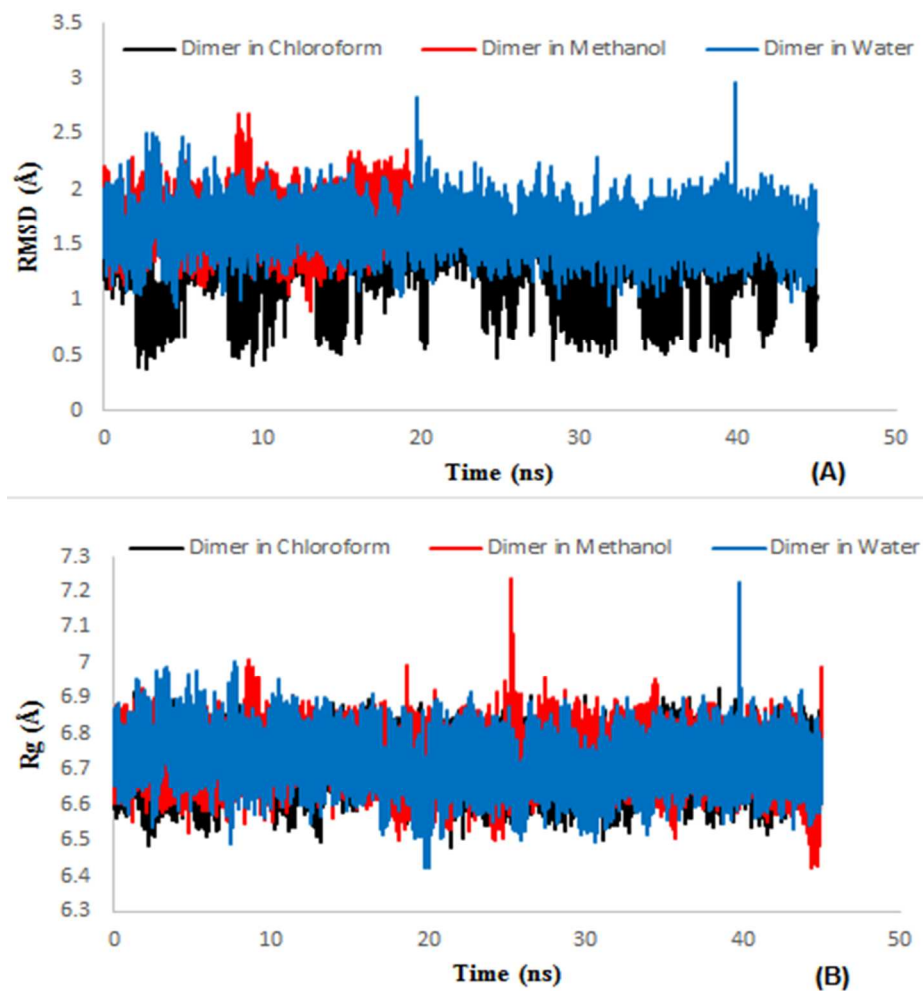 3.5
Dimer in Chloroform Dimer in Methanol Dimer in Water
3
2.5
2
1.5
1
0.5
0
RMSD (Å)
0 10 20 30 40 50
Time (ns)
(A)
Dimer in Chloroform Dimer in Methanol Dimer in Water
7.3
7.2
7.1
7
6.9
6.8
6.7
6.6
6.5
6.4
6.3
Rg (Å)
0 10 20 30 40 50
Time (ns)
(B)